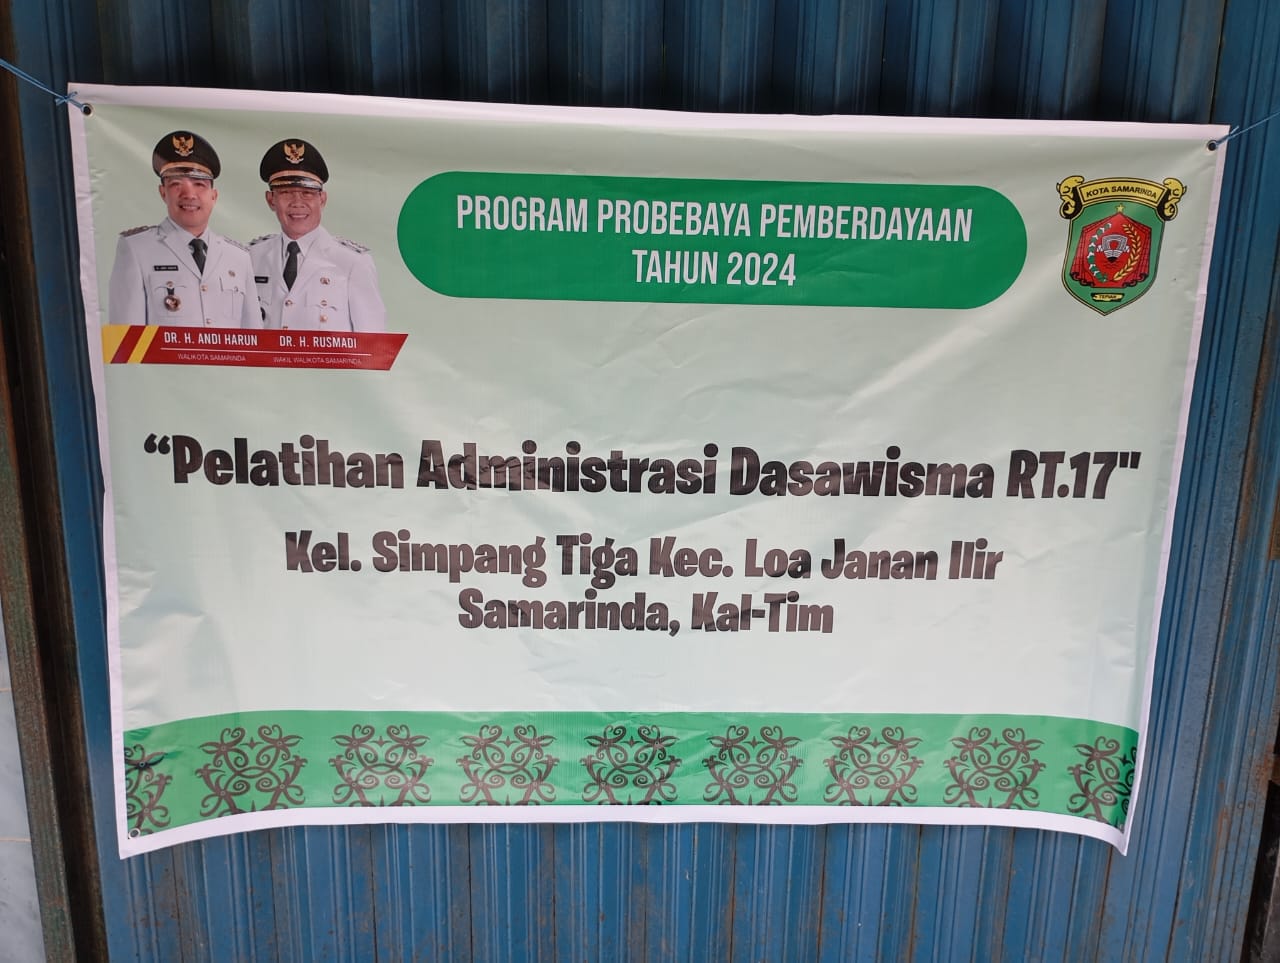 PROGRAM PROBEBAYA PEMBERDAYAAN
TAHUN 2024
KOTA SAMARINDA
TEPIAN
DR. H. ANDI HARUN
WALIKOTA SAMARINDA
DR. H. RUSMADI
WAKIL WALIKOTA SAMARINDA
“Pelatihan Administrasi Dasawisma RT.17"
Kel. Simpang Tiga Kec. Loa Janan Ilir
Samarinda, Kal-Tim